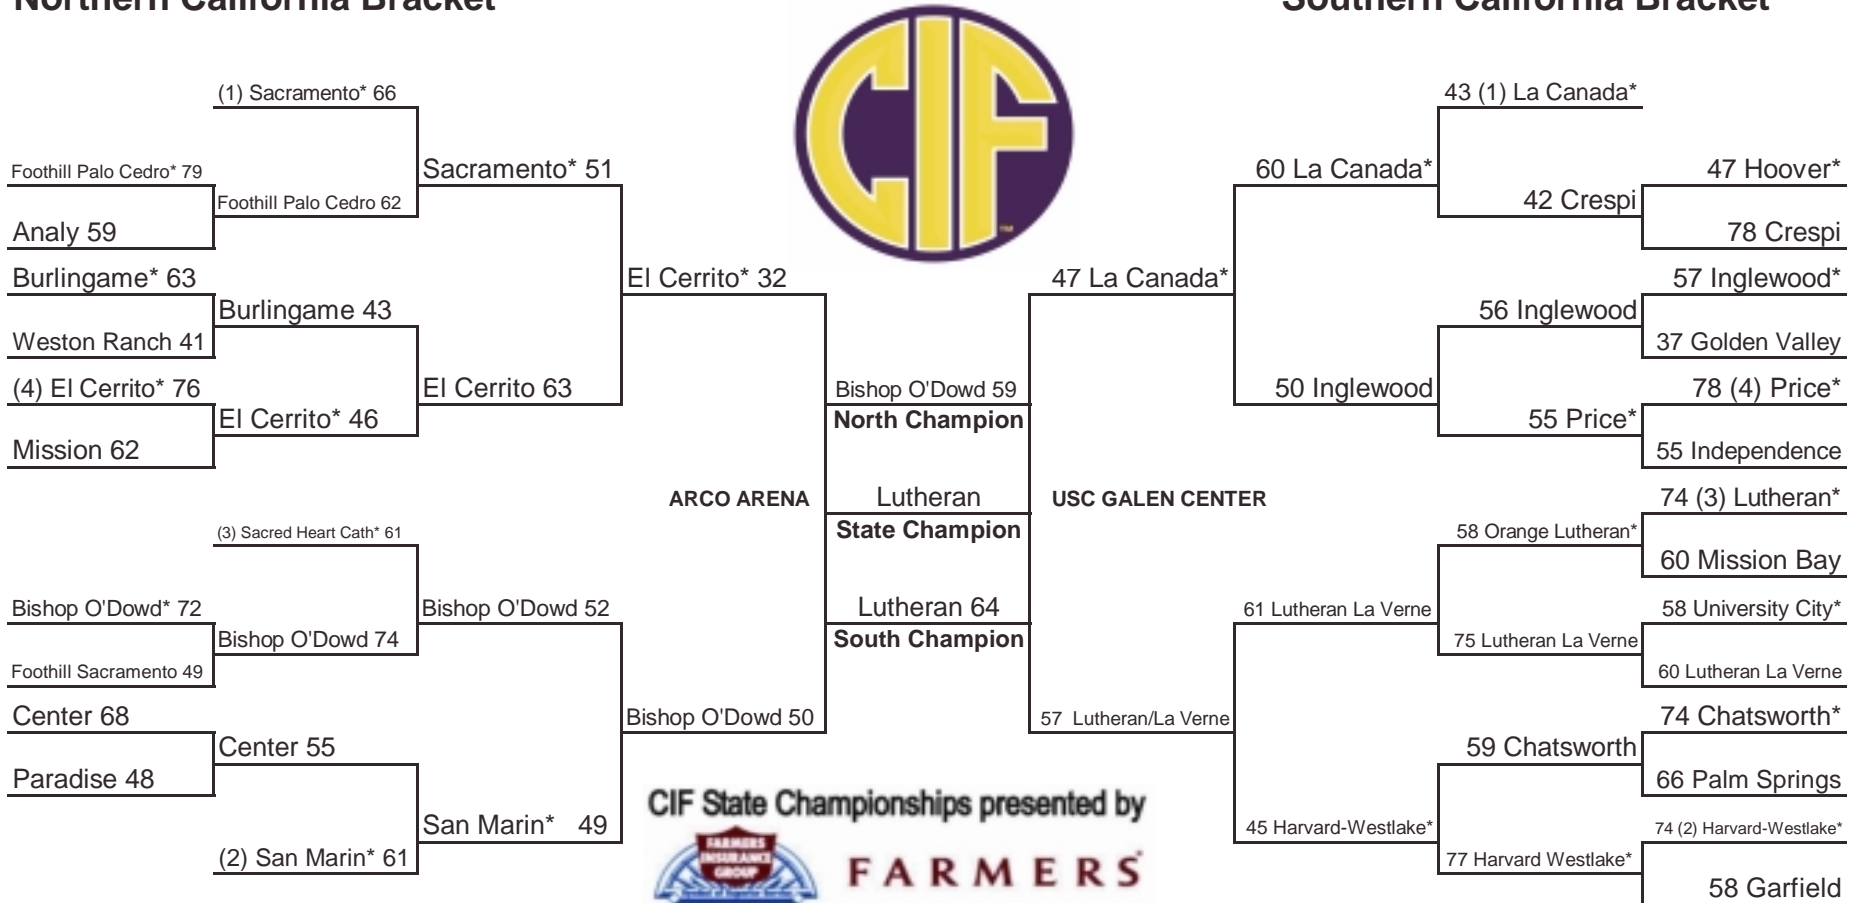 Northern California Bracket
Southern California Bracket
CIF
TM
(1) Sacramento* 66
Foothill Palo Cedro* 79
Sacramento* 51
Foothill Palo Cedro 62
Analy 59
Burlingame* 63
El Cerrito* 32
Burlingame 43
Weston Ranch 41
(4) El Cerrito* 76
El Cerrito 63
El Cerrito* 46
Mission 62
(3) Sacred Heart Cath* 61
Bishop O'Dowd* 72
Bishop O'Dowd 52
Bishop O'Dowd 74
Foothill Sacramento 49
Center 68
Bishop O'Dowd 50
Center 55
Paradise 48
San Marin* 49
(2) San Marin* 61
Bishop O'Dowd 59
North Champion
ARCO ARENA
Lutheran
USC GALEN CENTER
State Champion
Lutheran 64
South Champion
43 (1) La Canada*
60 La Canada*
47 Hoover*
42 Crespi
78 Crespi
47 La Canada*
57 Inglewood*
56 Inglewood
37 Golden Valley
50 Inglewood
78 (4) Price*
55 Price*
55 Independence
74 (3) Lutheran*
58 Orange Lutheran*
60 Mission Bay
61 Lutheran La Verne
58 University City*
75 Lutheran La Verne
60 Lutheran La Verne
57 Lutheran/La Verne
74 Chatsworth*
59 Chatsworth
66 Palm Springs
45 Harvard-Westlake*
74 (2) Harvard-Westlake*
77 Harvard Westlake*
58 Garfield
CIF State Championships presented by
FARMERS
INSURANCE
GROUP
FARMERS